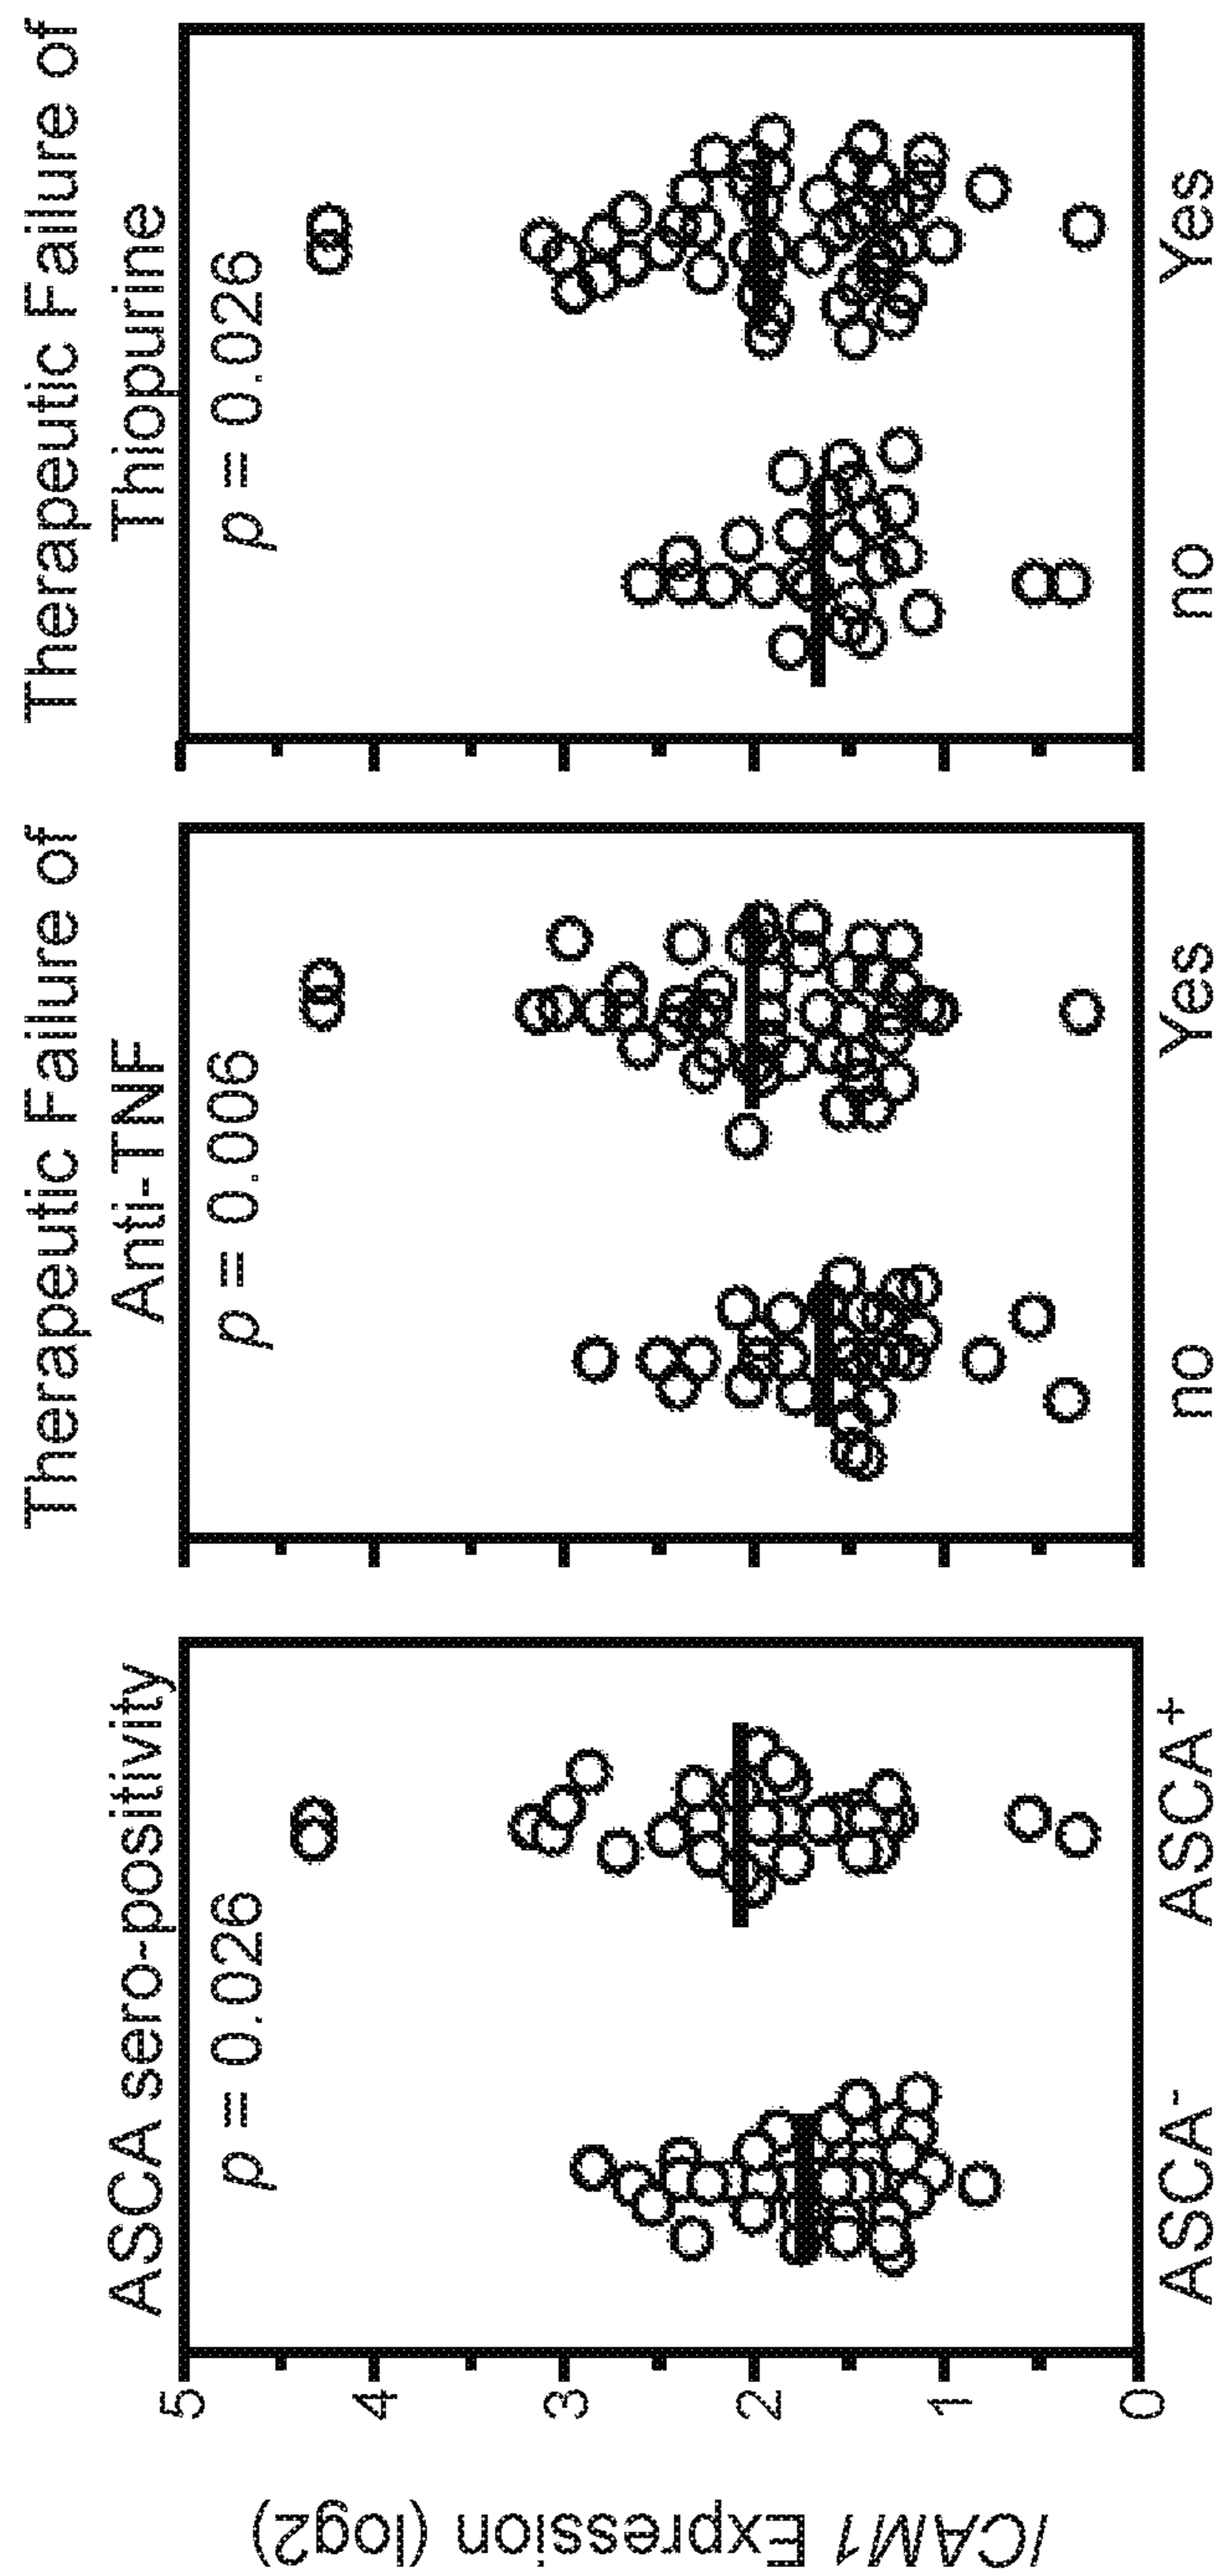 ICAM1 Expression (log2)
5
4
3
2
1
0
ASCA sero-positivity
p = 0.026
ASCA-
ASCA+
Therapeutic Failure of
Anti-TNF
p = 0.006
no
Yes
Therapeutic Failure of
Thiopurine
p = 0.026
no
Yes